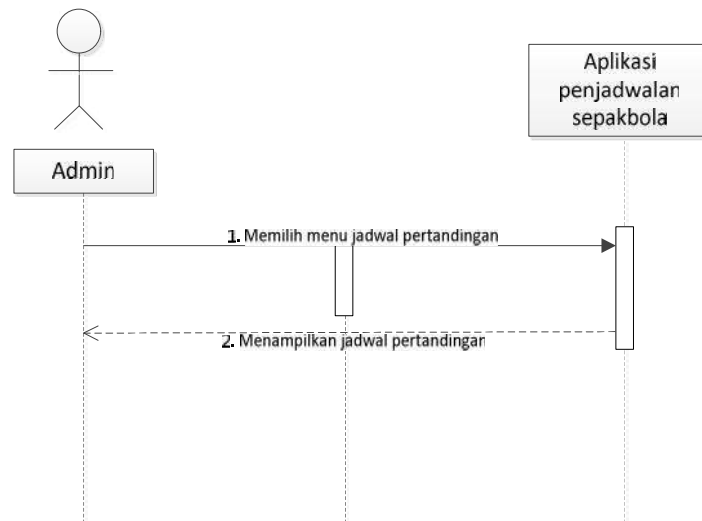 Aplikasi
penjadwalan
sepakbola
Admin
1. Memilih menu jadwal pertandingan
2. Menampilkan jadwal pertandingan